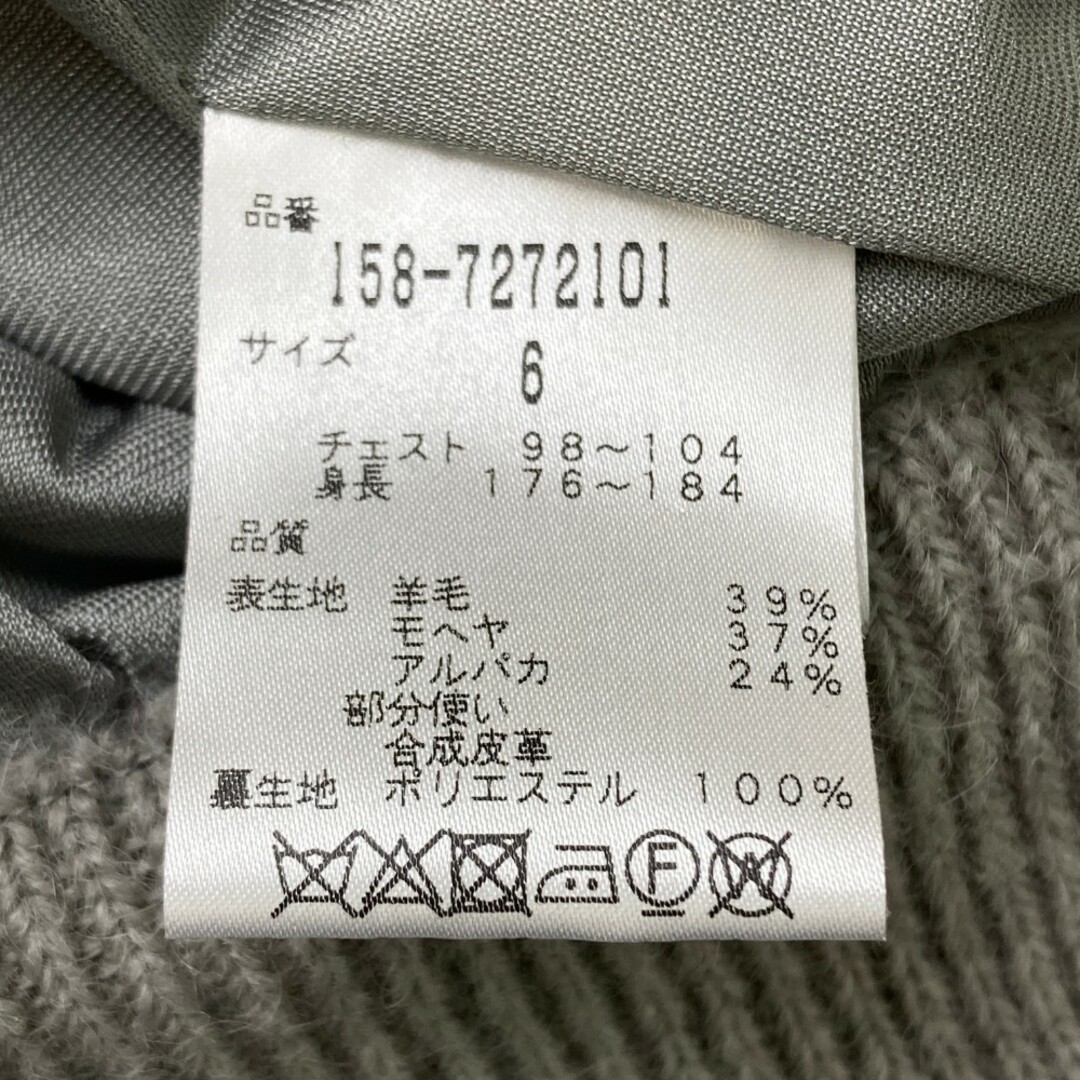 品番
158-7272101
サイズ 6
チェスト 98～104
身長 176～184
品質
表生地 羊毛 39%
モヘヤ 37%
アルパカ 24%
部分使い
合成皮革
裏生地 ポリエステル 100%
F W